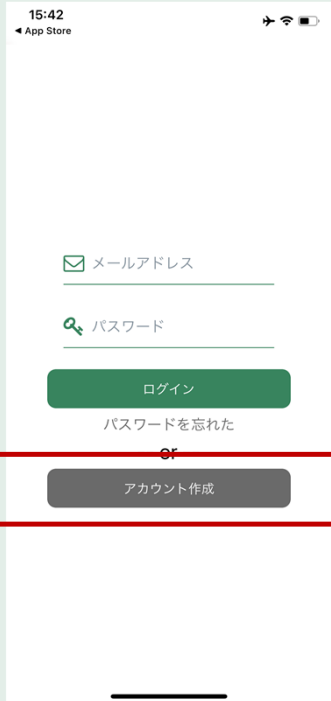 15:42
◀ App Store
メールアドレス
パスワード
ログイン
パスワードを忘れた
or
アカウント作成